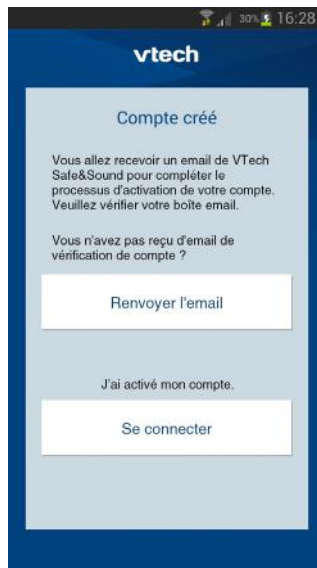 30% 16:28
vtech
Compte créé
Vous allez recevoir un email de VTech
Safe&Sound pour compléter le
processus d'activation de votre compte.
Veuillez vérifier votre boîte email.
Vous n'avez pas reçu d'email de
vérification de compte ?
Renvoyer l'email
J'ai activé mon compte.
Se connecter